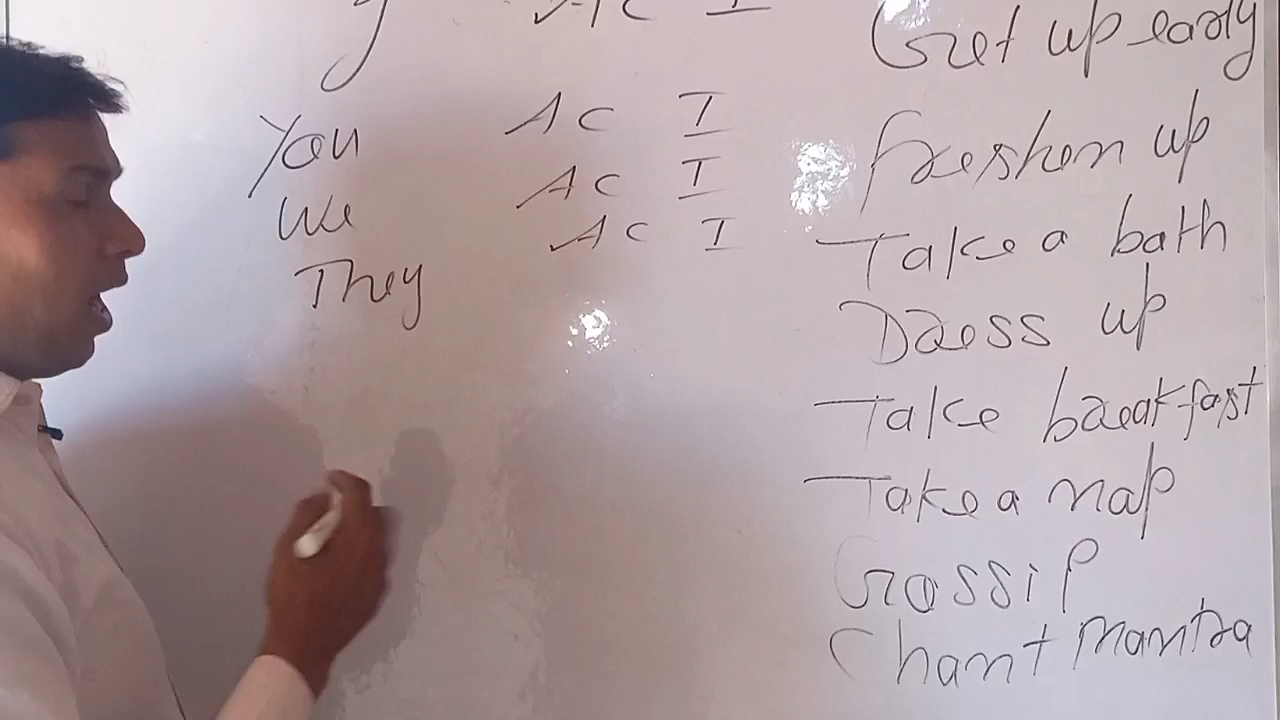 AC I Get up early
You AC I Freshen up
We AC I Take a bath
They AC I Dress up
Take breakfast
Take a nap
Gossip
Chant Mantra